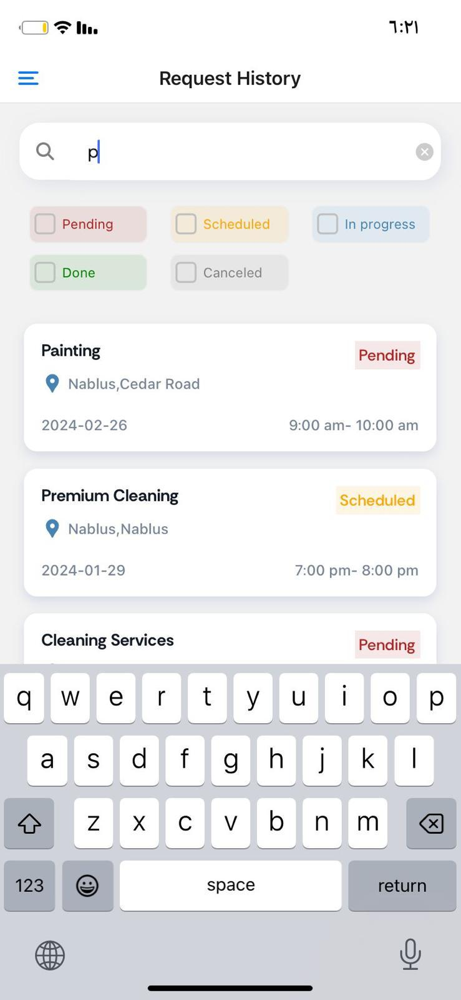 ٦:٢١
Request History
p
Pending Scheduled In progress
Done Canceled
Painting Pending
Nablus,Cedar Road
2024-02-26 9:00 am- 10:00 am
Premium Cleaning Scheduled
Nablus,Nablus
2024-01-29 7:00 pm- 8:00 pm
Cleaning Services Pending
q w e r t y u i o p
a s d f g h j k l
z x c v b n m
123 space return